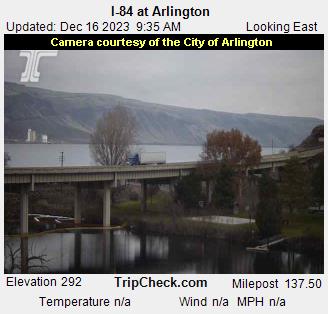 I-84 at Arlington
Updated: Dec 16 2023 9:35 AM Looking East
Camera courtesy of the City of Arlington
Elevation 292 TripCheck.com Milepost 137.50
Temperature n/a Wind n/a MPH n/a